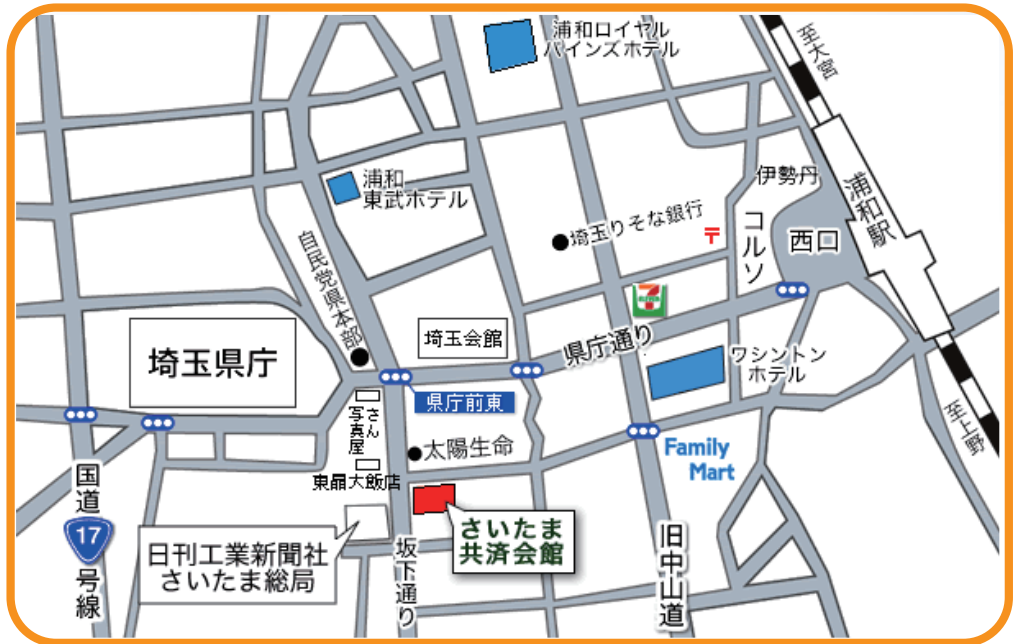 浦和ロイヤル
パインズホテル
至大宮
伊勢丹
浦和駅
浦和
東武ホテル
埼玉りそな銀行
〒
コルソ
西口
自民党県本部
7
ELEVEN
埼玉会館
県庁通り
埼玉県庁
ワシントン
ホテル
県庁前東
さん
写真屋
至上野
太陽生命
Family
Mart
国道
17
号線
東晶大飯店
さいたま
共済会館
日刊工業新聞社
さいたま総局
坂下通り
旧中山道